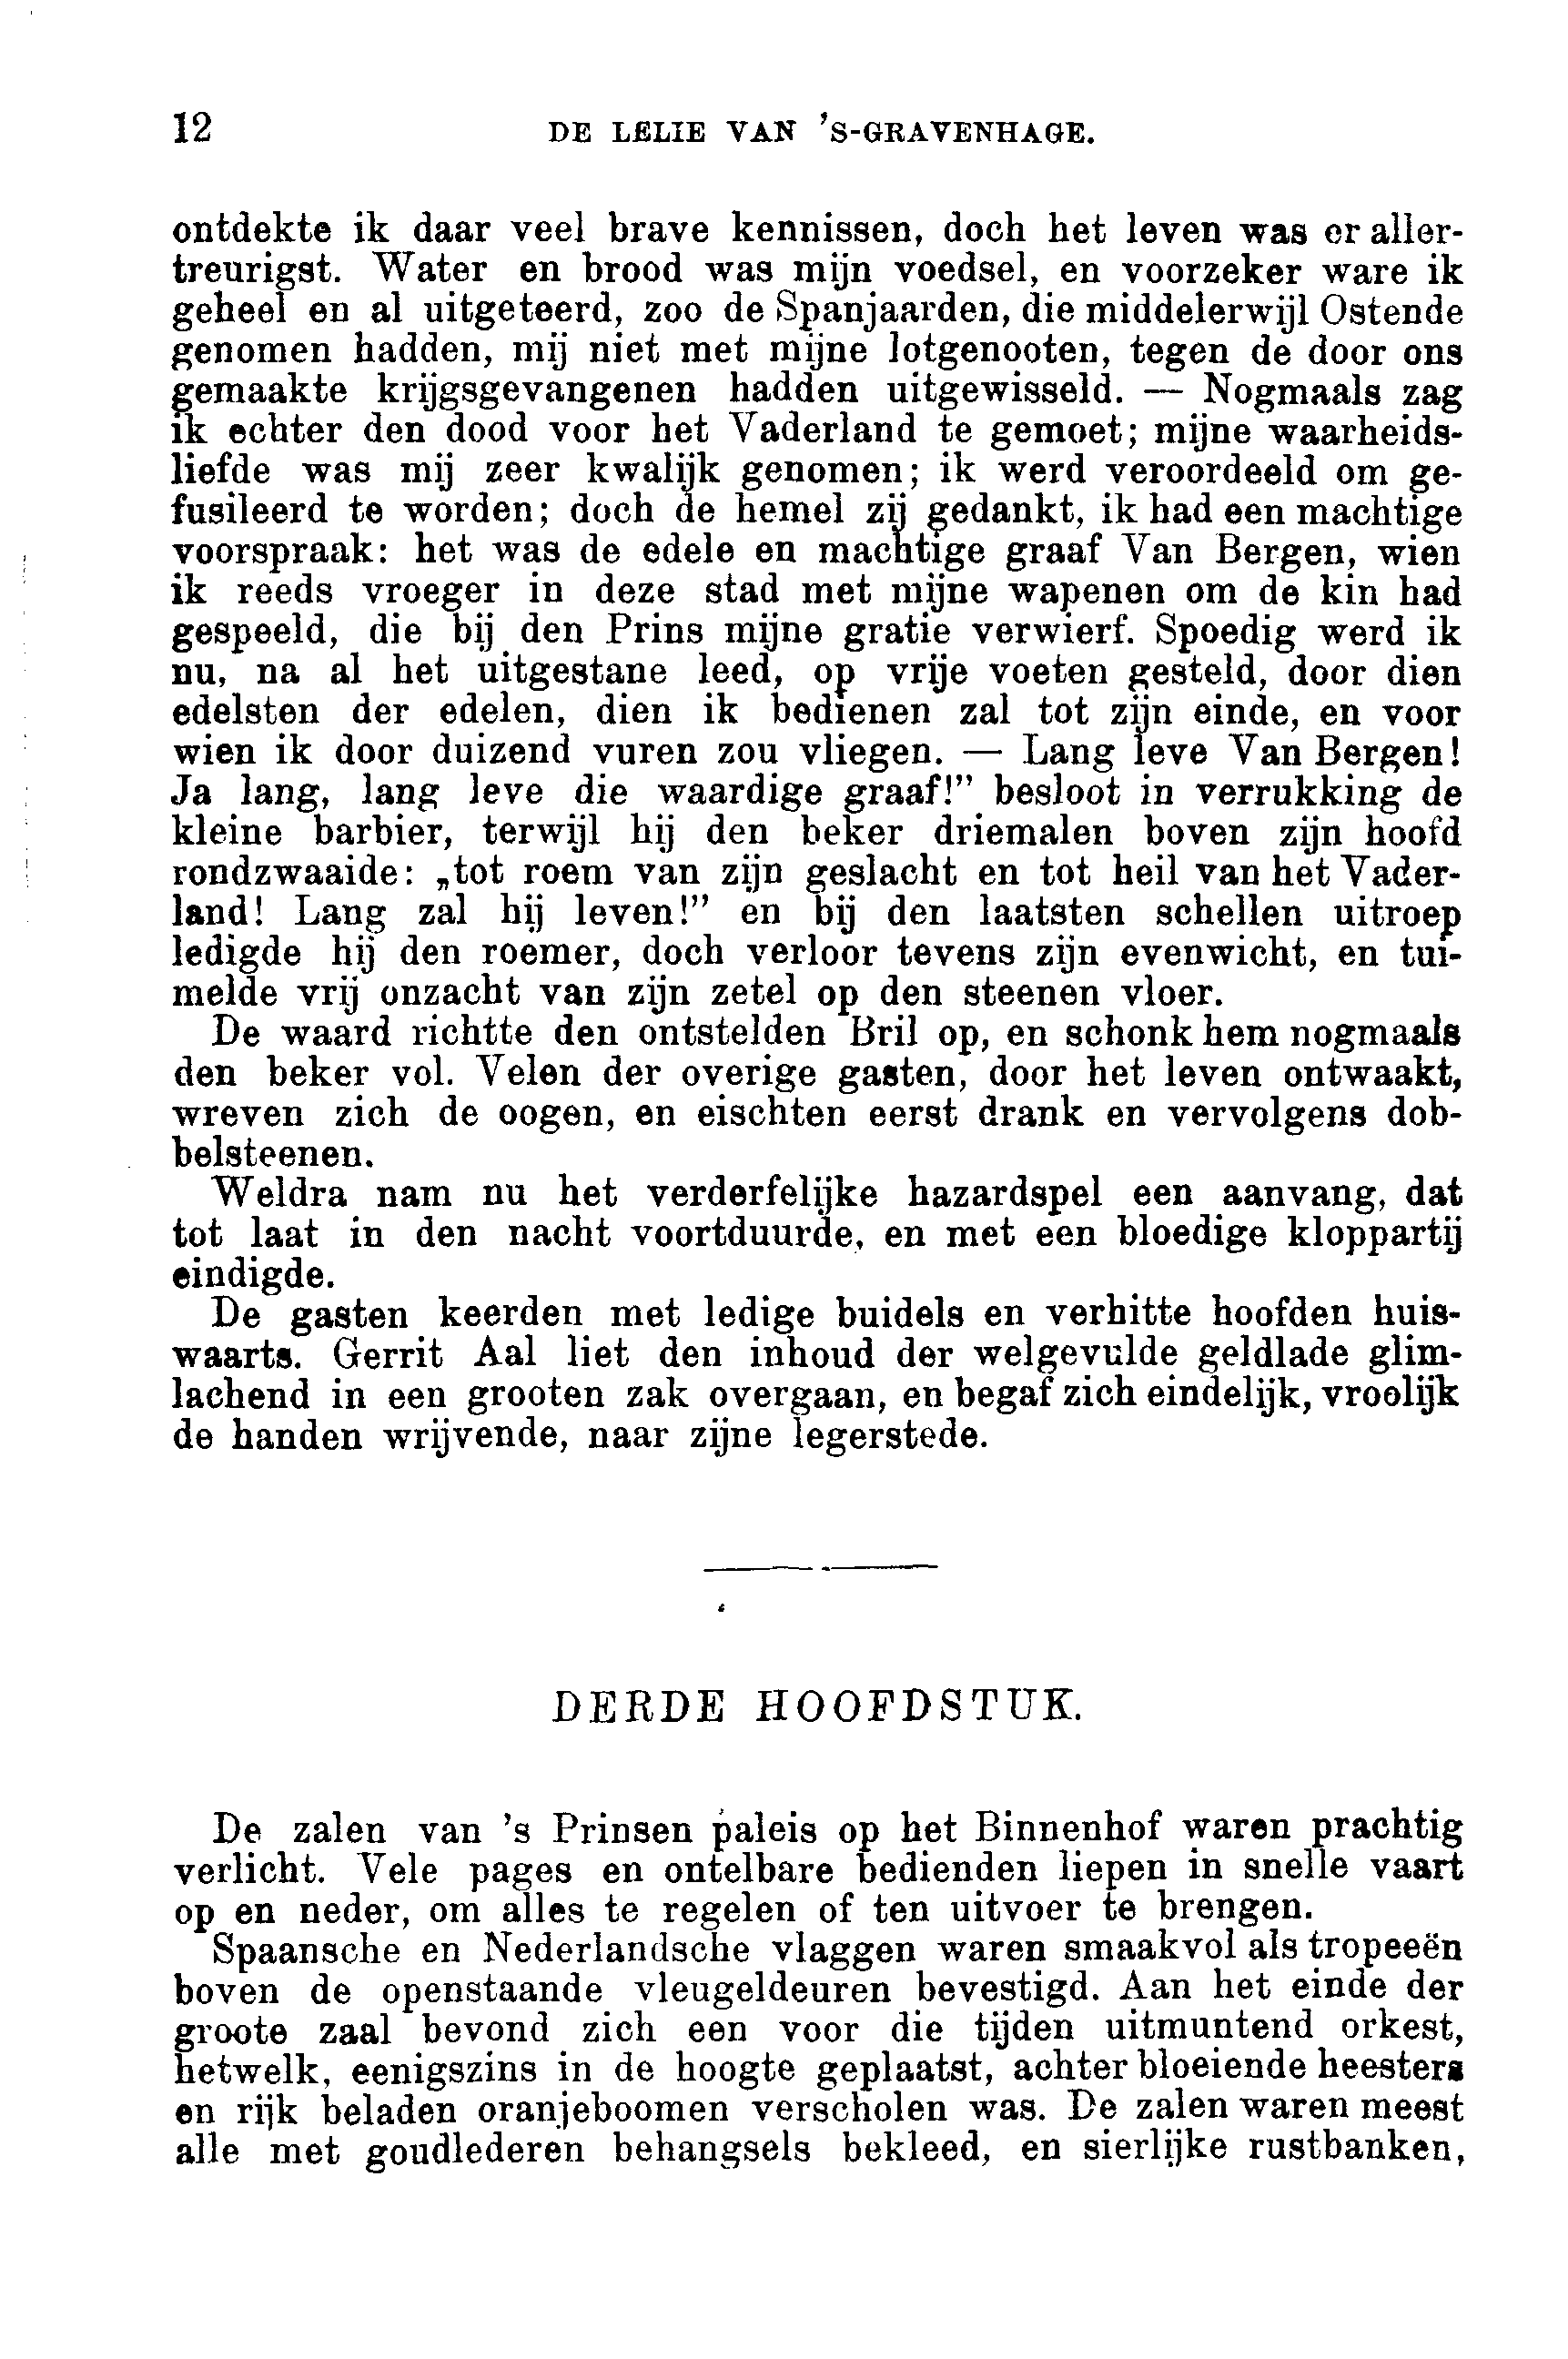 12 DE LELIE VAN 'S-GRAVENHAGE.
ontdekte ik daar veel brave kennissen, doch het leven was er aller-
treurigst. Water en brood was mijn voedsel, en voorzeker ware ik
geheel en al uitgeteerd, zoo de Spanjaarden, die middelerwijl Ostende
genomen hadden, mij niet met mijne lotgenooten, tegen de door ons
gemaakte krijgsgevangenen hadden uitgewisseld. — Nogmaals zag
ik echter den dood voor het Vaderland te gemoet; mijne waarheids-
liefde was mij zeer kwalijk genomen; ik werd veroordeeld om ge-
fusileerd te worden; doch de hemel zij gedankt, ik had een machtige
voorspraak: het was de edele en machtige graaf Van Bergen, wien
ik reeds vroeger in deze stad met mijne wapenen om de kin had
gespeeld, die bij den Prins mijne gratie verwierf. Spoedig werd ik
nu, na al het uitgestane leed, op vrije voeten gesteld, door dien
edelsten der edelen, dien ik bedienen zal tot zijn einde, en voor
wien ik door duizend vuren zou vliegen. — Lang leve Van Bergen!
Ja lang, lang leve die waardige graaf!” besloot in verrukking de
kleine barbier, terwijl hij den beker driemalen boven zijn hoofd
rondzwaaide: „tot roem van zijn geslacht en tot heil van het Vader-
land! Lang zal hij leven!” en bij den laatsten schellen uitroep
ledigde hij den roemer, doch verloor tevens zijn evenwicht, en tui-
melde vrij onzacht van zijn zetel op den steenen vloer.
De waard richtte den ontstelden Bril op, en schonk hem nogmaals
den beker vol. Velen der overige gasten, door het leven ontwaakt,
wreven zich de oogen, en eischten eerst drank en vervolgens dob-
belsteenen.
Weldra nam nu het verderfelijke hazardspel een aanvang, dat
tot laat in den nacht voortduurde, en met een bloedige kloppartij
eindigde.
De gasten keerden met ledige buidels en verhitte hoofden huis-
waarts. Gerrit Aal liet den inhoud der welgevulde geldlade glim-
lachend in een grooten zak overgaan, en begaf zich eindelijk, vroolijk
de handen wrijvende, naar zijne legerstede.
DERDE HOOFDSTUK.
De zalen van 's Prinsen paleis op het Binnenhof waren prachtig
verlicht. Vele pages en ontelbare bedienden liepen in snelle vaart
op en neder, om alles te regelen of ten uitvoer te brengen.
Spaansche en Nederlandsche vlaggen waren smaakvol als tropeeën
boven de openstaande vleugeldeuren bevestigd. Aan het einde der
groote zaal bevond zich een voor die tijden uitmuntend orkest,
hetwelk, eenigszins in de hoogte geplaatst, achter bloeiende heesters
en rijk beladen oranjeboomen verscholen was. De zalen waren meest
alle met goudlederen behangsels bekleed, en sierlijke rustbanken,